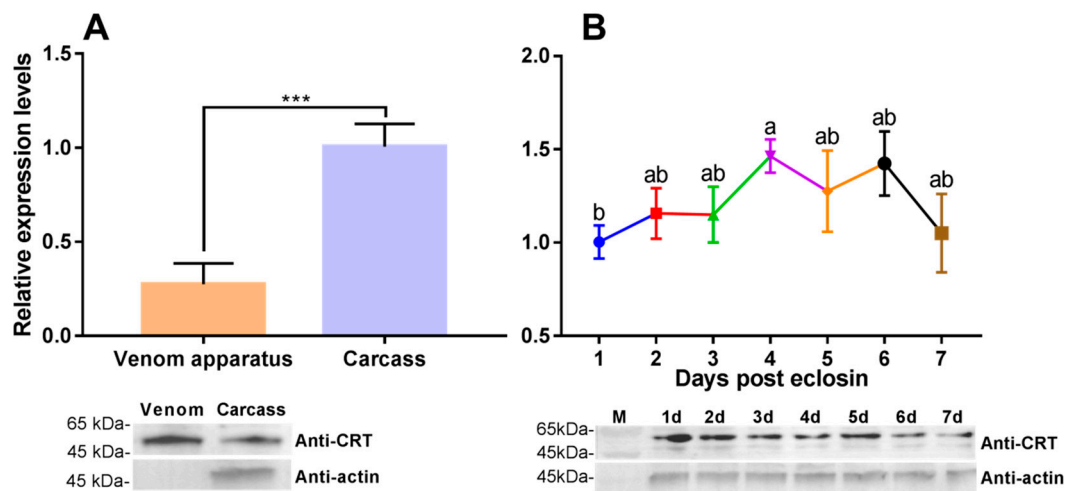 A
B
Relative expression levels
1.5
1.0
0.5
0.0
***
Venom apparatus
Carcass
2.0
1.5
1.0
0.5
b
ab
ab
a
ab
ab
ab
1 2 3 4 5 6 7
Days post eclosin
Venom Carcass
65 kDa-
45 kDa-
Anti-CRT
45 kDa-
Anti-actin
M 1d 2d 3d 4d 5d 6d 7d
65kDa-
45kDa-
Anti-CRT
45kDa-
Anti-actin